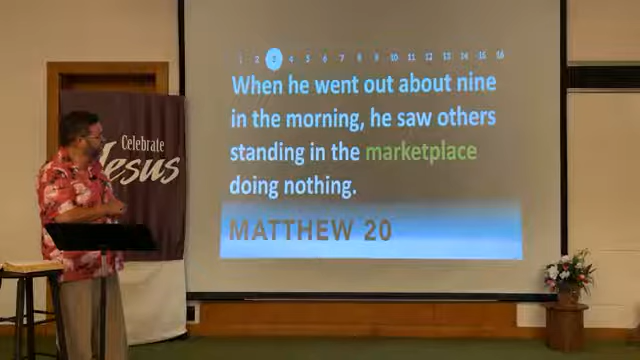 1 2 3 4 5 6 7 8 9 10 11 12 13 14 15 16
When he went out about nine
in the morning, he saw others
standing in the marketplace
doing nothing.
MATTHEW 20
Celebrate
Jesus